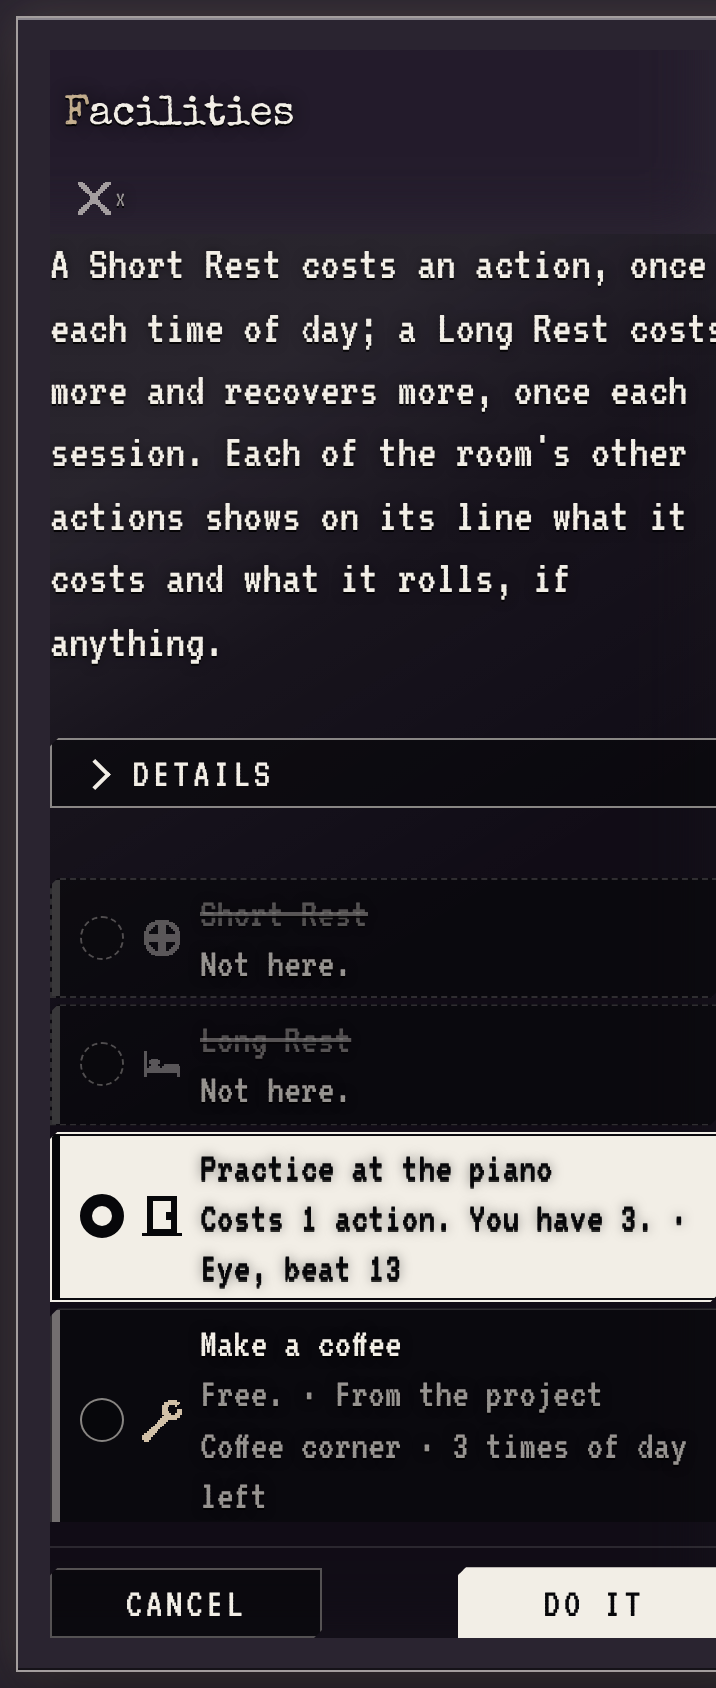 Facilities
x
A Short Rest costs an action, once
each time of day; a Long Rest costs
more and recovers more, once each
session. Each of the room's other
actions shows on its line what it
costs and what it rolls, if
anything.
DETAILS
Short Rest
Not here.
Long Rest
Not here.
Practice at the piano
Costs 1 action. You have 3. ·
Eye, beat 13
Make a coffee
Free. · From the project
Coffee corner · 3 times of day
left
CANCEL
DO IT